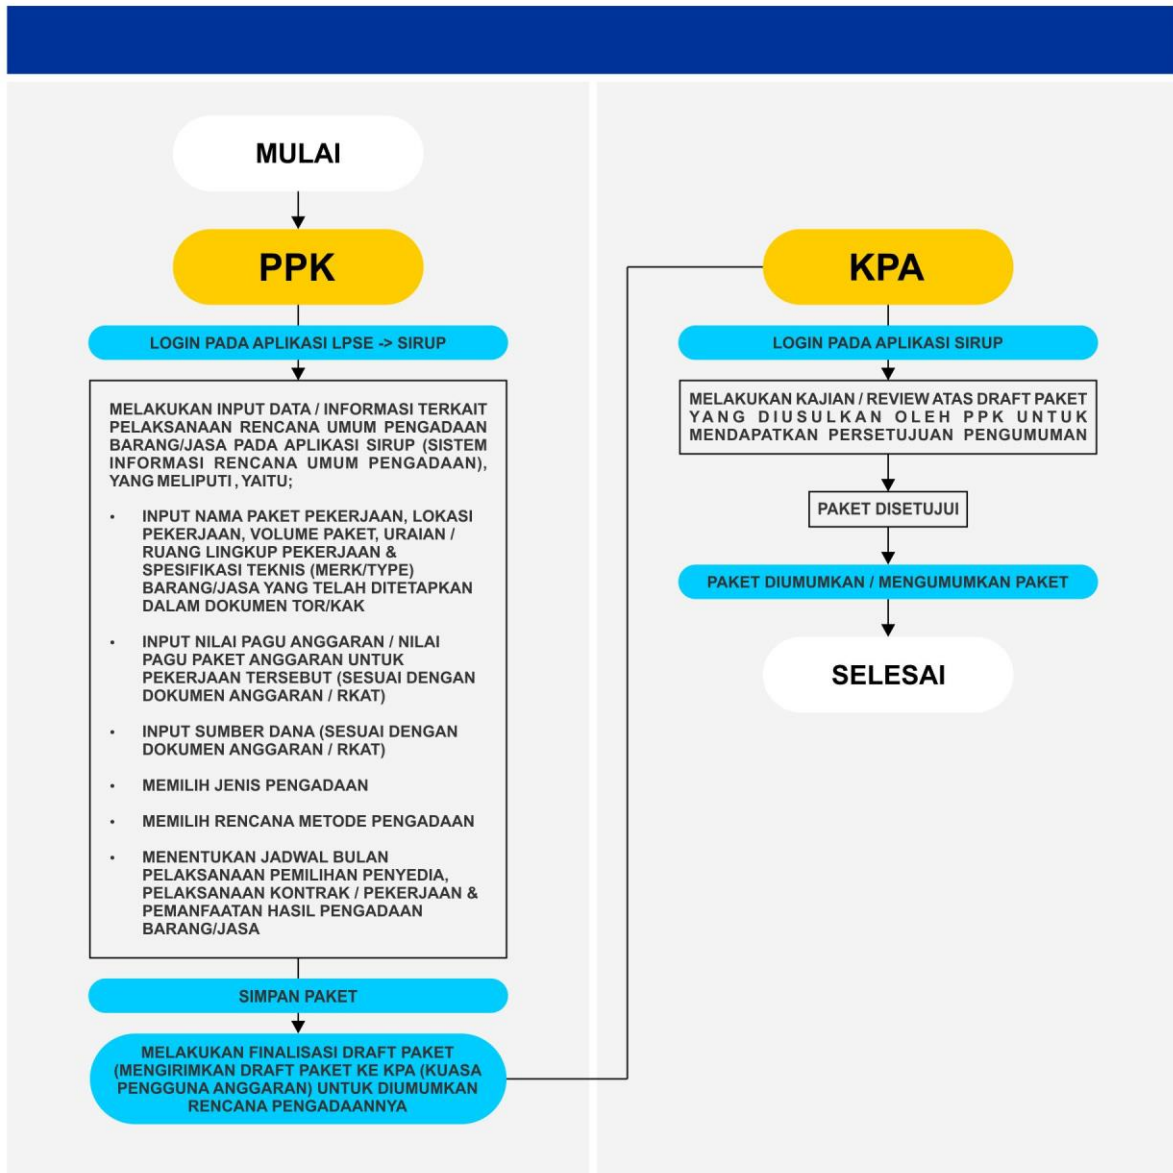 MULAI
PPK
LOGIN PADA APLIKASI LPSE -> SIRUP
MELAKUKAN INPUT DATA / INFORMASI TERKAIT
PELAKSANAAN RENCANA UMUM PENGADAAN
BARANG/JASA PADA APLIKASI SIRUP (SISTEM
INFORMASI RENCANA UMUM PENGADAAN),
YANG MELIPUTI , YAITU;
• INPUT NAMA PAKET PEKERJAAN, LOKASI
PEKERJAAN, VOLUME PAKET, URAIAN /
RUANG LINGKUP PEKERJAAN &
SPESIFIKASI TEKNIS (MERK/TYPE)
BARANG/JASA YANG TELAH DITETAPKAN
DALAM DOKUMEN TOR/KAK
• INPUT NILAI PAGU ANGGARAN / NILAI
PAGU PAKET ANGGARAN UNTUK
PEKERJAAN TERSEBUT (SESUAI DENGAN
DOKUMEN ANGGARAN / RKAT)
• INPUT SUMBER DANA (SESUAI DENGAN
DOKUMEN ANGGARAN / RKAT)
• MEMILIH JENIS PENGADAAN
• MEMILIH RENCANA METODE PENGADAAN
• MENENTUKAN JADWAL BULAN
PELAKSANAAN PEMILIHAN PENYEDIA,
PELAKSANAAN KONTRAK / PEKERJAAN &
PEMANFAATAN HASIL PENGADAAN
BARANG/JASA
SIMPAN PAKET
MELAKUKAN FINALISASI DRAFT PAKET
(MENGIRIMKAN DRAFT PAKET KE KPA (KUASA
PENGGUNA ANGGARAN) UNTUK DIUMUMKAN
RENCANA PENGADAANNYA
KPA
LOGIN PADA APLIKASI SIRUP
MELAKUKAN KAJIAN / REVIEW ATAS DRAFT PAKET
YANG DIUSULKAN OLEH PPK UNTUK
MENDAPATKAN PERSETUJUAN PENGUMUMAN
PAKET DISETUJUI
PAKET DIUMUMKAN / MENGUMUMKAN PAKET
SELESAI